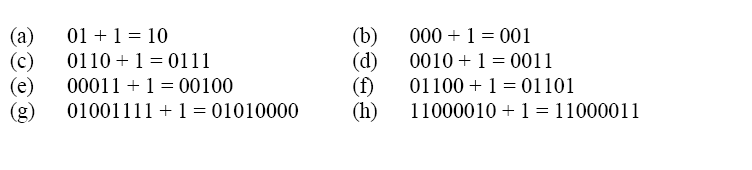 (a) 01 + 1 = 10 (b) 000 + 1 = 001
(c) 0110 + 1 = 0111 (d) 0010 + 1 = 0011
(e) 00011 + 1 = 00100 (f) 01100 + 1 = 01101
(g) 01001111 + 1 = 01010000 (h) 11000010 + 1 = 11000011